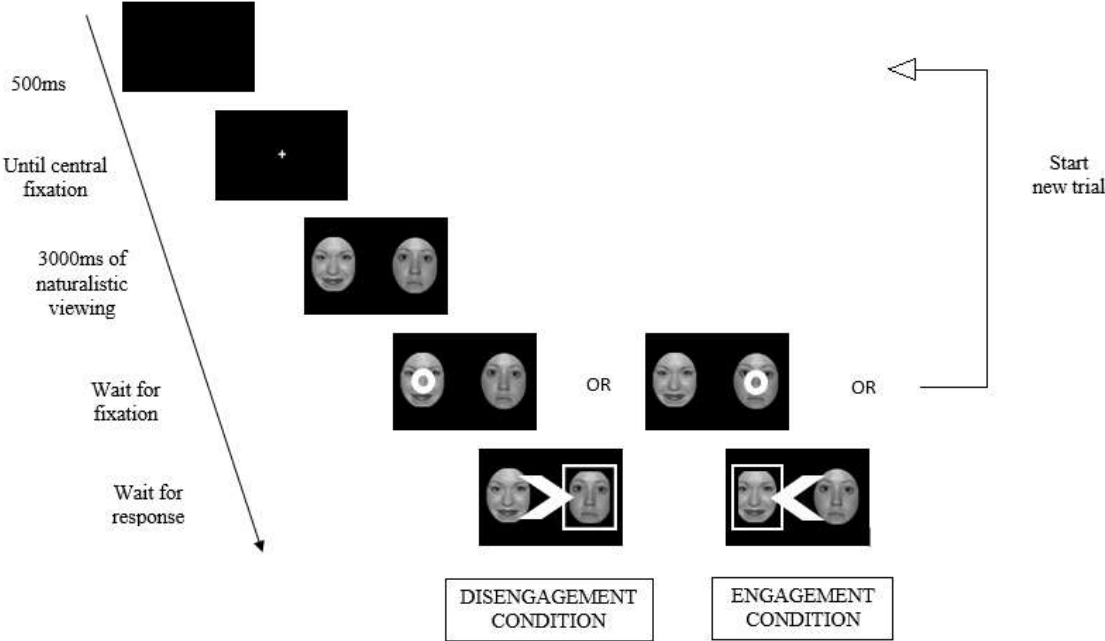 500ms
Until central
fixation
Start
new trial
3000ms of
naturalistic
viewing
Wait for
fixation
OR
OR
Wait for
response
DISENGAGEMENT
CONDITION
ENGAGEMENT
CONDITION